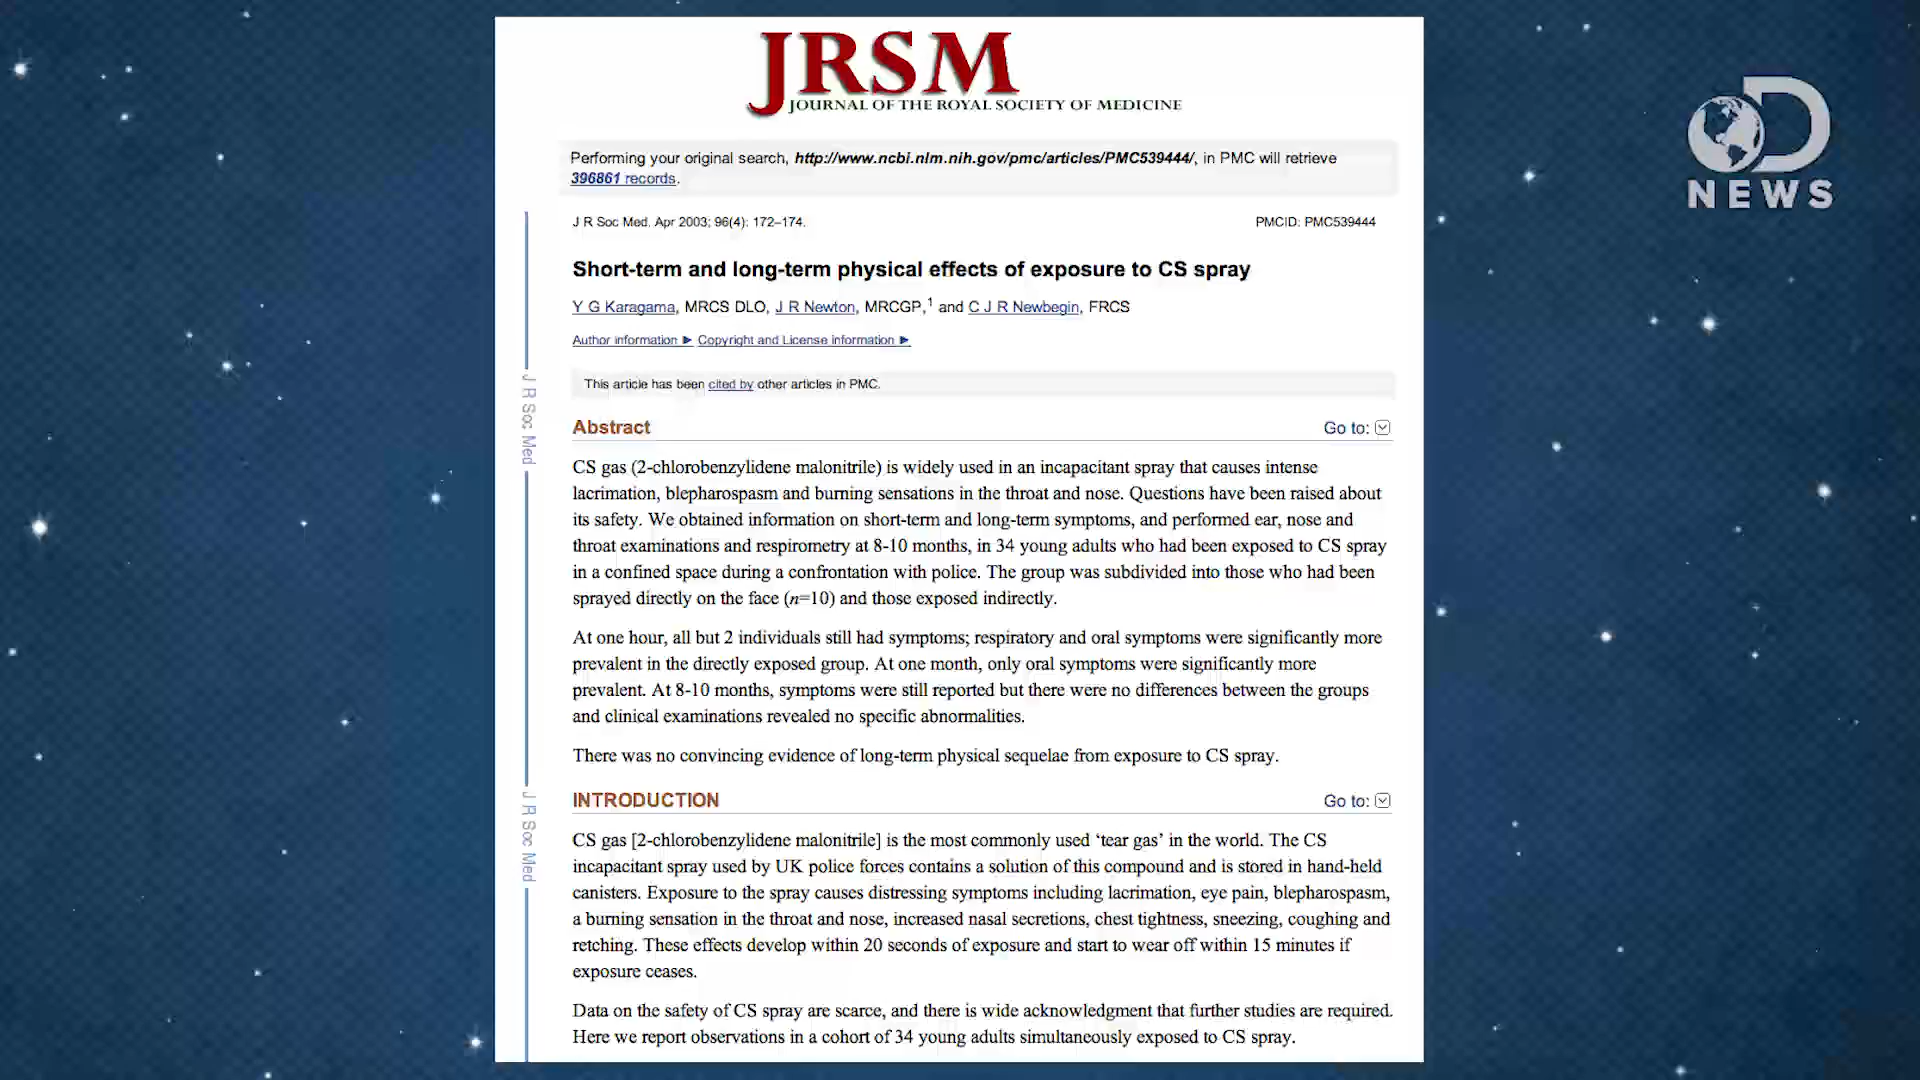 JRSM
JOURNAL OF THE ROYAL SOCIETY OF MEDICINE
NEWS
Performing your original search, http://www.ncbi.nlm.nih.gov/pmc/articles/PMC539444/, in PMC will retrieve
396861 records.
J R Soc Med. Apr 2003; 96(4): 172–174.
PMCID: PMC539444
Short-term and long-term physical effects of exposure to CS spray
Y G Karagama, MRCS DLO, J R Newton, MRCGP,1 and C J R Newbegin, FRCS
Author information ► Copyright and License information ►
This article has been cited by other articles in PMC.
J R Soc Med
Abstract
Go to:
CS gas (2-chlorobenzylidene malonitrile) is widely used in an incapacitant spray that causes intense
lacrimation, blepharospasm and burning sensations in the throat and nose. Questions have been raised about
its safety. We obtained information on short-term and long-term symptoms, and performed ear, nose and
throat examinations and respirometry at 8-10 months, in 34 young adults who had been exposed to CS spray
in a confined space during a confrontation with police. The group was subdivided into those who had been
sprayed directly on the face (n=10) and those exposed indirectly.
At one hour, all but 2 individuals still had symptoms; respiratory and oral symptoms were significantly more
prevalent in the directly exposed group. At one month, only oral symptoms were significantly more
prevalent. At 8-10 months, symptoms were still reported but there were no differences between the groups
and clinical examinations revealed no specific abnormalities.
There was no convincing evidence of long-term physical sequelae from exposure to CS spray.
J R Soc Med
INTRODUCTION
Go to:
CS gas [2-chlorobenzylidene malonitrile] is the most commonly used ‘tear gas’ in the world. The CS
incapacitant spray used by UK police forces contains a solution of this compound and is stored in hand-held
canisters. Exposure to the spray causes distressing symptoms including lacrimation, eye pain, blepharospasm,
a burning sensation in the throat and nose, increased nasal secretions, chest tightness, sneezing, coughing and
retching. These effects develop within 20 seconds of exposure and start to wear off within 15 minutes if
exposure ceases.
Data on the safety of CS spray are scarce, and there is wide acknowledgment that further studies are required.
Here we report observations in a cohort of 34 young adults simultaneously exposed to CS spray.